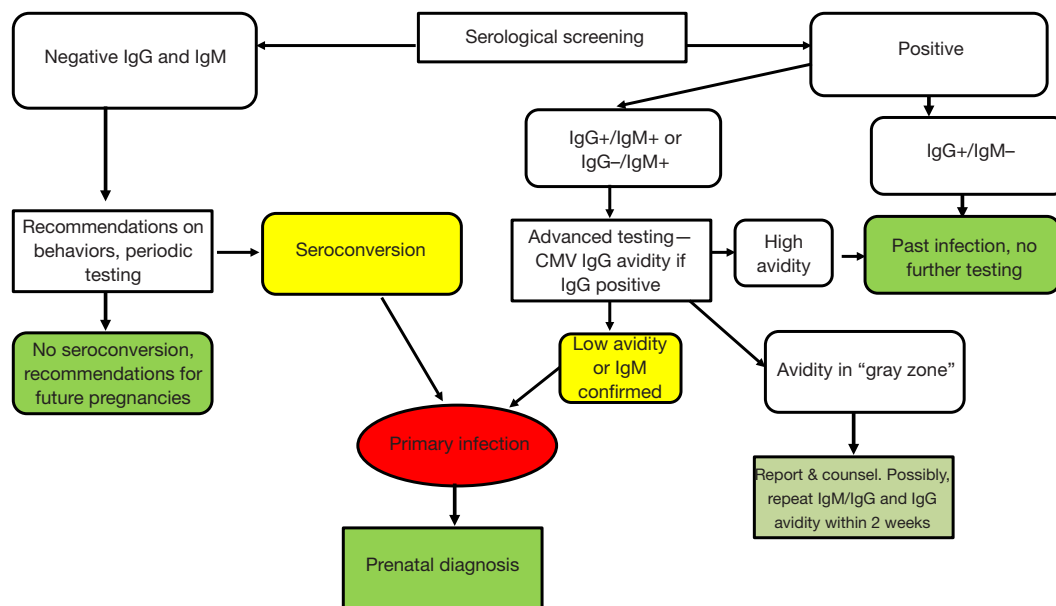 Serological screening
Negative IgG and IgM
Positive
IgG+/IgM+ or
IgG–/IgM+
IgG+/IgM–
Recommendations on
behaviors, periodic
testing
Seroconversion
Advanced testing—
CMV IgG avidity if
IgG positive
High
avidity
Past infection, no
further testing
No seroconversion,
recommendations for
future pregnancies
Low avidity
or IgM
confirmed
Avidity in “gray zone”
Primary infection
Report & counsel. Possibly,
repeat IgM/IgG and IgG
avidity within 2 weeks
Prenatal diagnosis